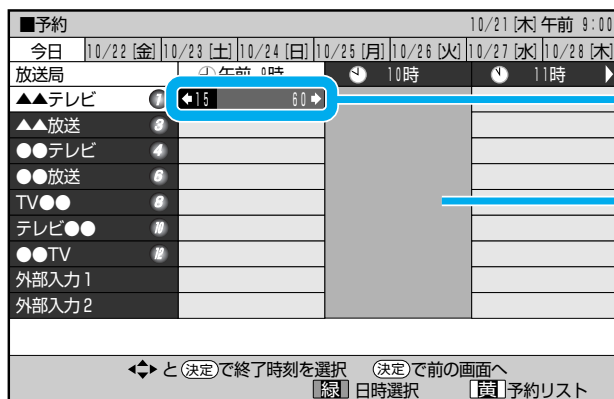 ■予約 10/21[木]午前 9:00
今日 10/22[金] 10/23[土] 10/24[日] 10/25[月] 10/26[火] 10/27[水] 10/28[木]
放送局 午前 9時 10時 11時
▲▲テレビ 1 15 60
▲▲放送 3
●●テレビ 4
●●放送 6
TV●● 8
テレビ●● 10
●●TV 12
外部入力1
外部入力2
と決定で終了時刻を選択 決定で前の画面へ
緑 日時選択 黄 予約リスト